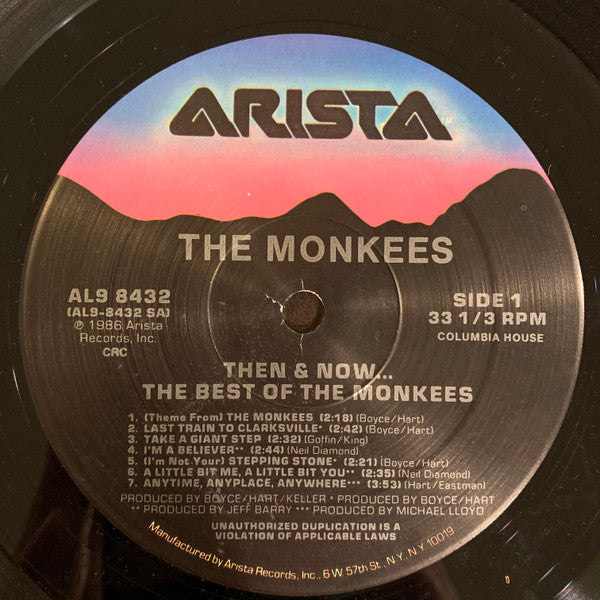 ARISTA
THE MONKEES
AL9 8432
(AL9-8432 SA)
℗ 1986 Arista
Records, Inc.
CRC
SIDE 1
33 1/3 RPM
COLUMBIA HOUSE
THEN & NOW...
THE BEST OF THE MONKEES
1. (Theme From) THE MONKEES (2:18) (Boyce/Hart)
2. LAST TRAIN TO CLARKSVILLE* (2:42) (Boyce/Hart)
3. TAKE A GIANT STEP (2:32) (Goffin/King)
4. I'M A BELIEVER** (2:44) (Neil Diamond)
5. (I'm Not Your) STEPPING STONE* (2:21) (Boyce/Hart)
6. A LITTLE BIT ME, A LITTLE BIT YOU** (2:35) (Neil Diamond)
7. ANYTIME, ANYPLACE, ANYWHERE*** (3:53) (Hart/Eastman)
PRODUCED BY BOYCE/HART/KELLER * PRODUCED BY BOYCE/HART
** PRODUCED BY JEFF BARRY *** PRODUCED BY MICHAEL LLOYD
UNAUTHORIZED DUPLICATION IS A
VIOLATION OF APPLICABLE LAWS
Manufactured by Arista Records, Inc., 6 W 57th St., N.Y., N.Y. 10019